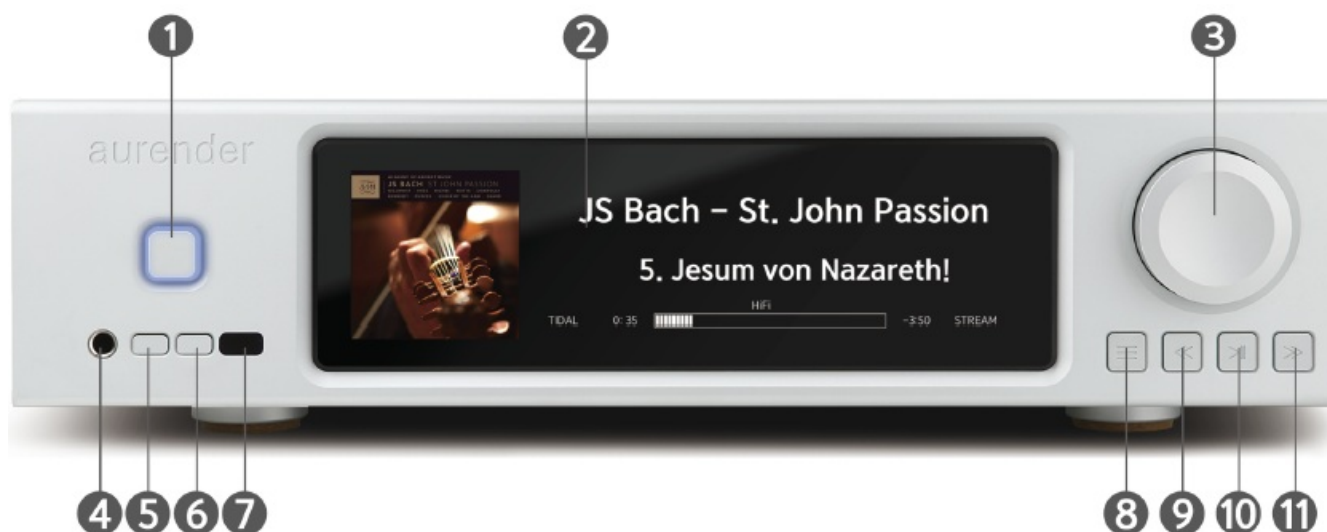 1
2
3
aurender
JS BACH ST JOHN PASSION
JS Bach – St. John Passion
5. Jesum von Nazareth!
HiFi
TIDAL 0:35 -3:50 STREAM
4 5 6 7 8 9 10 11